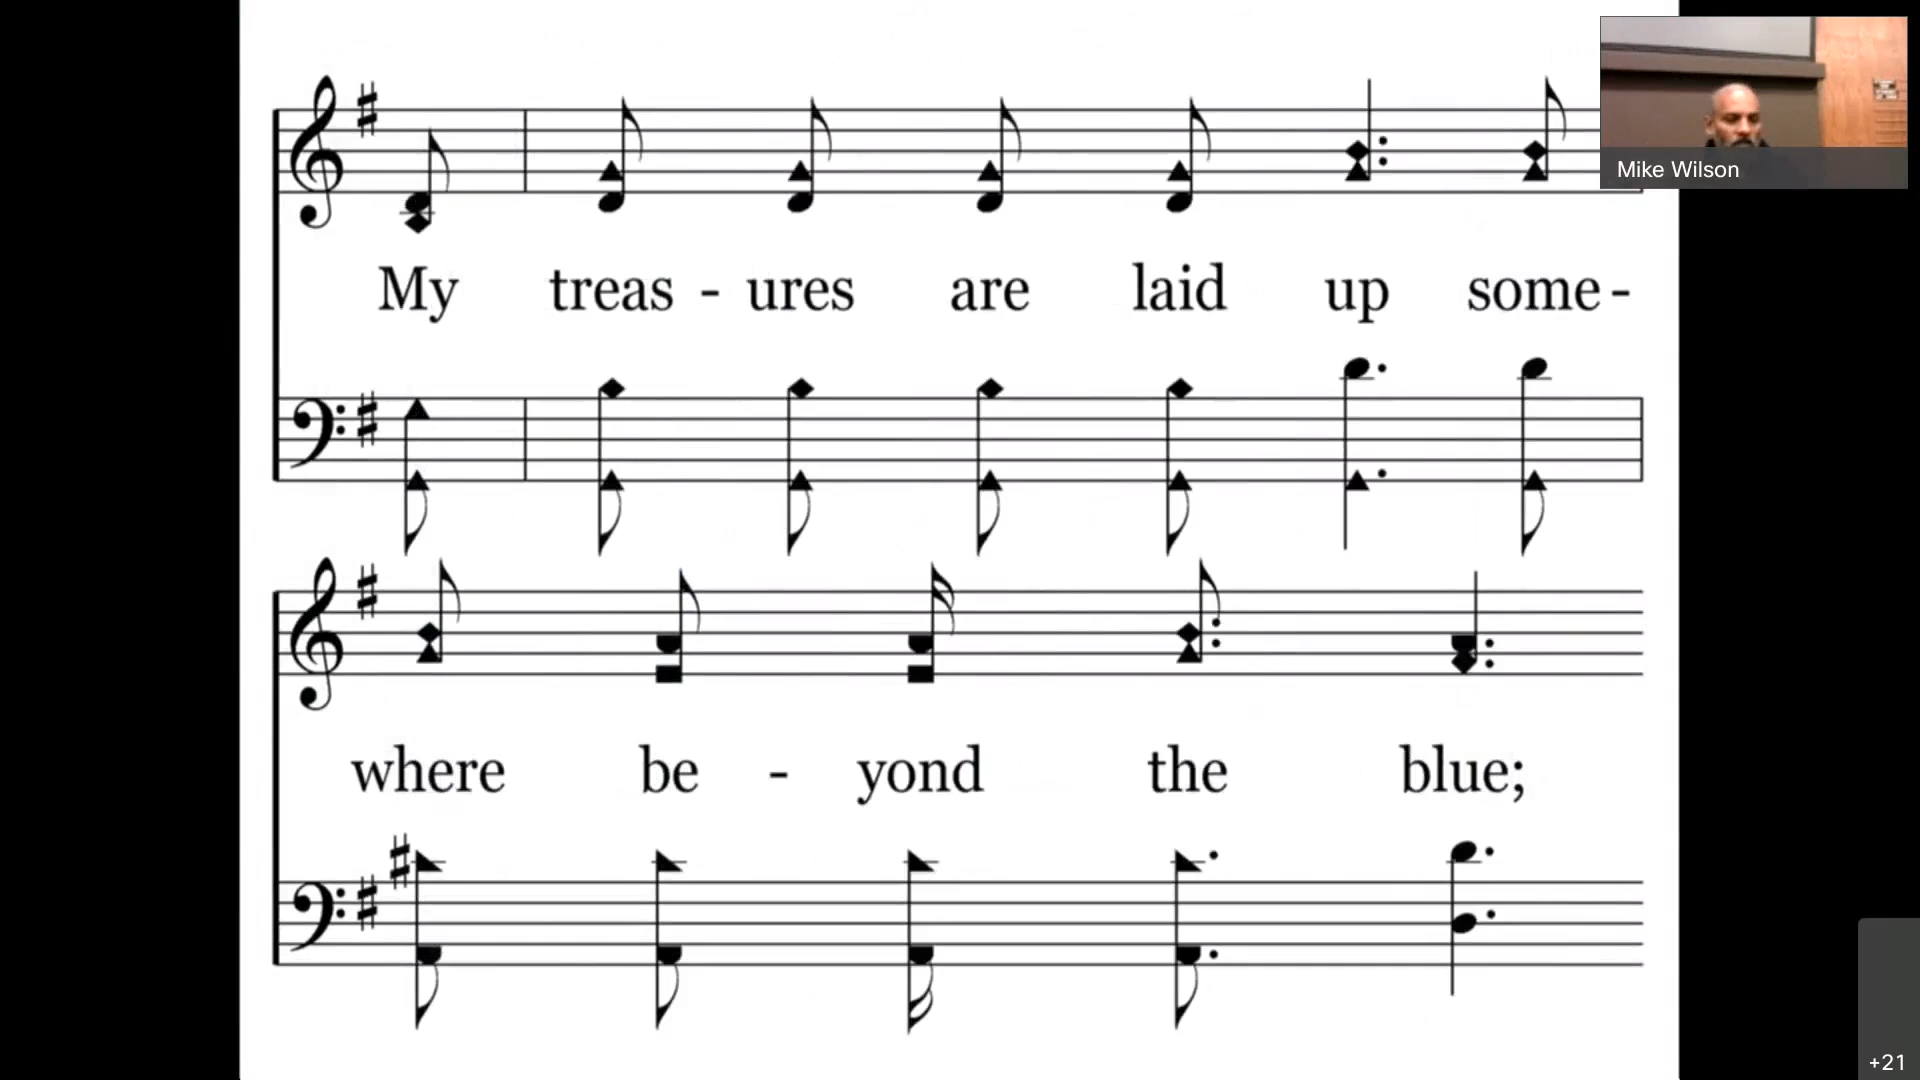 Mike Wilson
My treas - ures are laid up some -
where be - yond the blue;
+21